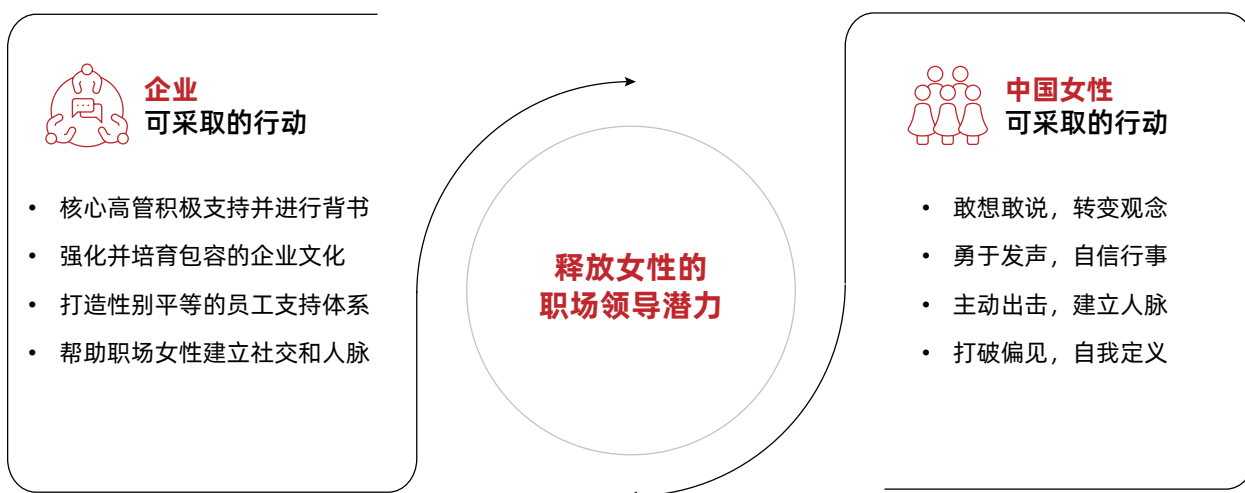 企业
可采取的行动
• 核心高管积极支持并进行背书
• 强化并培育包容的企业文化
• 打造性别平等的员工支持体系
• 帮助职场女性建立社交和人脉
释放女性的
职场领导潜力
中国女性
可采取的行动
• 敢想敢说，转变观念
• 勇于发声，自信行事
• 主动出击，建立人脉
• 打破偏见，自我定义